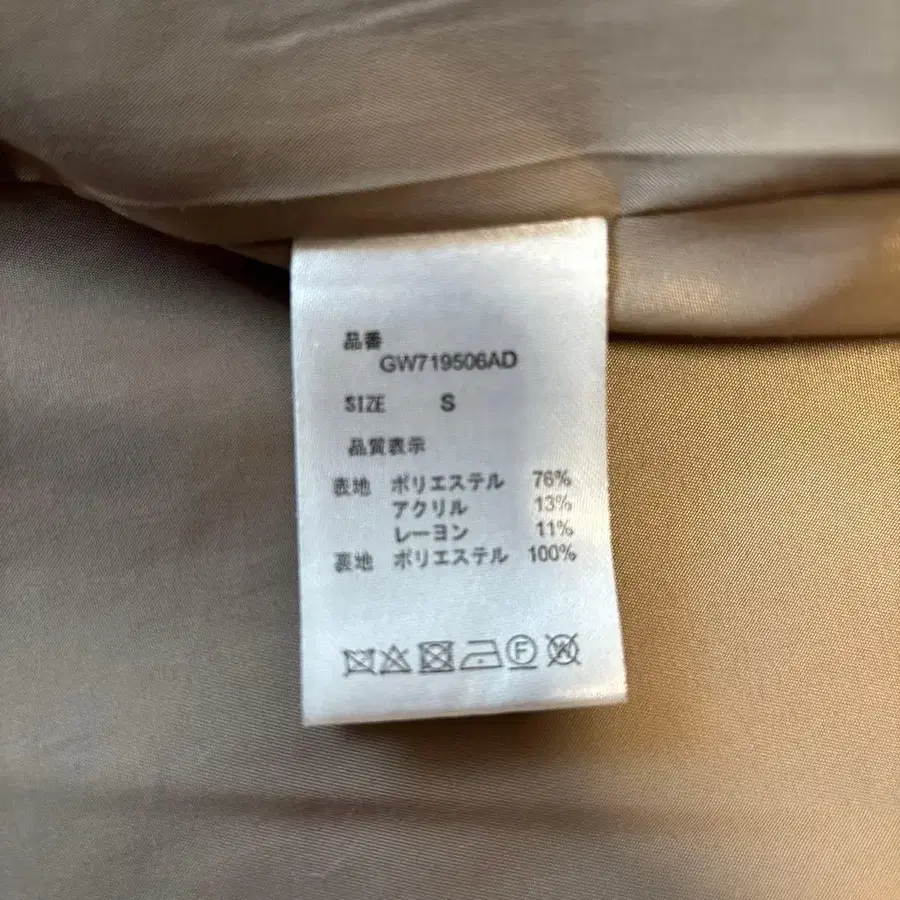 品番
GW719506AD
SIZE S
品質表示
表地 ポリエステル 76%
アクリル 13%
レーヨン 11%
裏地 ポリエステル 100%
F W